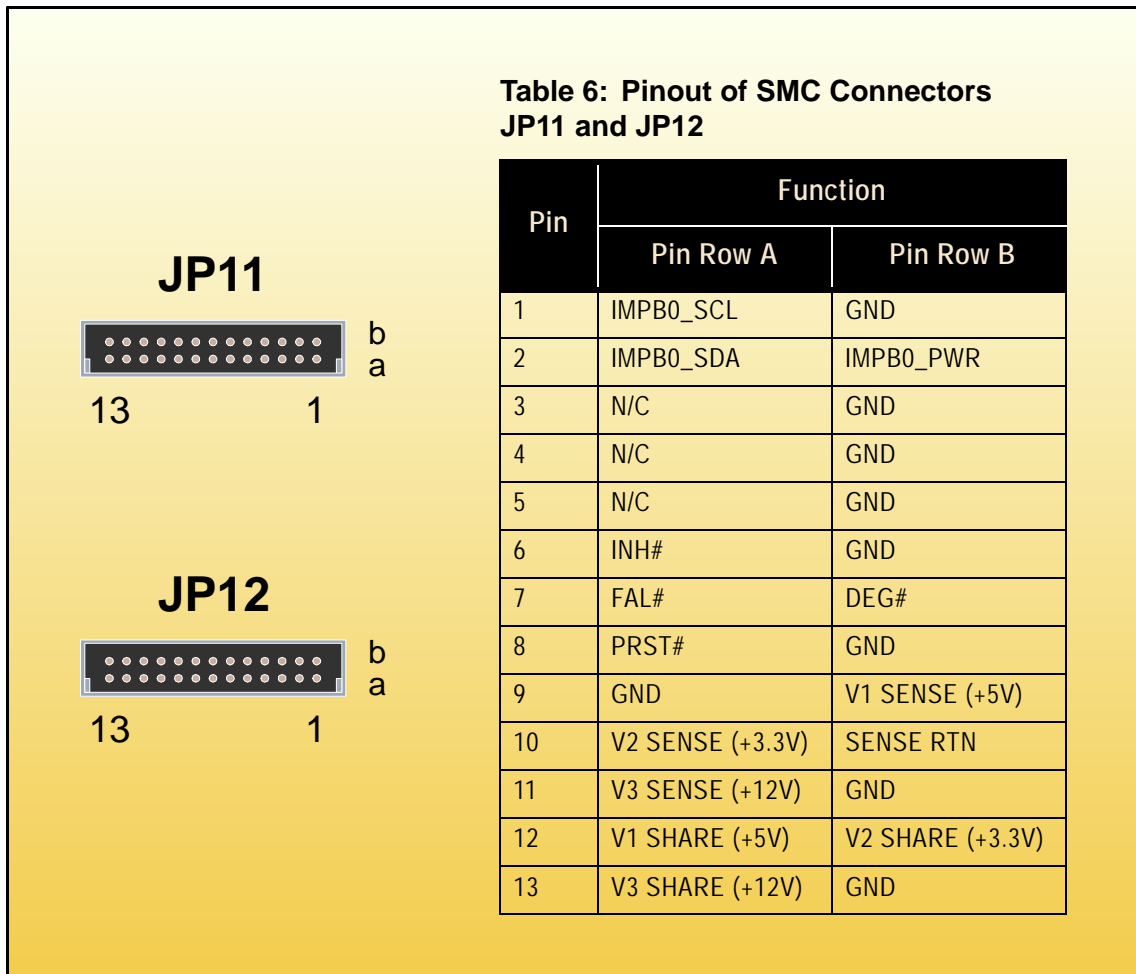 Table 6: Pinout of SMC Connectors
JP11 and JP12
JP11
b
a
13 1
JP12
b
a
13 1
Pin Function
Pin Row A Pin Row B
1 IMPB0_SCL GND
2 IMPB0_SDA IMPB0_PWR
3 N/C GND
4 N/C GND
5 N/C GND
6 INH# GND
7 FAL# DEG#
8 PRST# GND
9 GND V1 SENSE (+5V)
10 V2 SENSE (+3.3V) SENSE RTN
11 V3 SENSE (+12V) GND
12 V1 SHARE (+5V) V2 SHARE (+3.3V)
13 V3 SHARE (+12V) GND